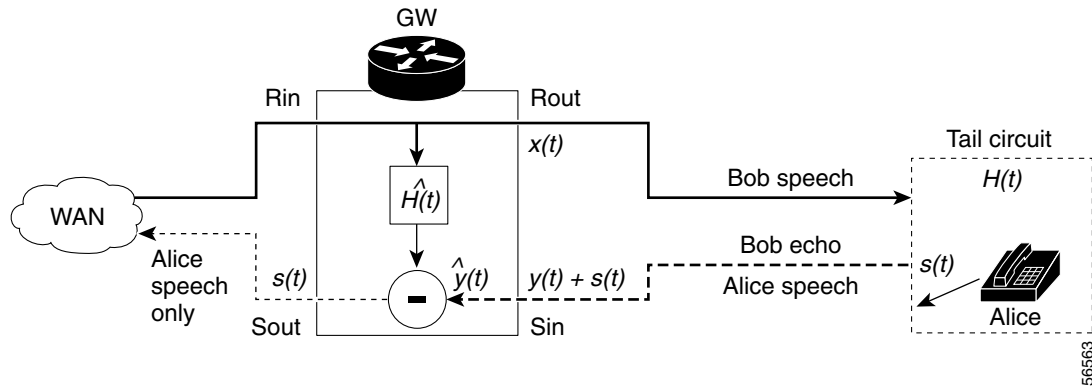 GW
Rin
Rout
x(t)
Tail circuit
H(t)
Ĥ(t)
Bob speech
WAN
Bob echo
Alice
speech
only
s(t)
ŷ(t)
y(t) + s(t)
Alice speech
s(t)
-
Alice
Sout
Sin
56563